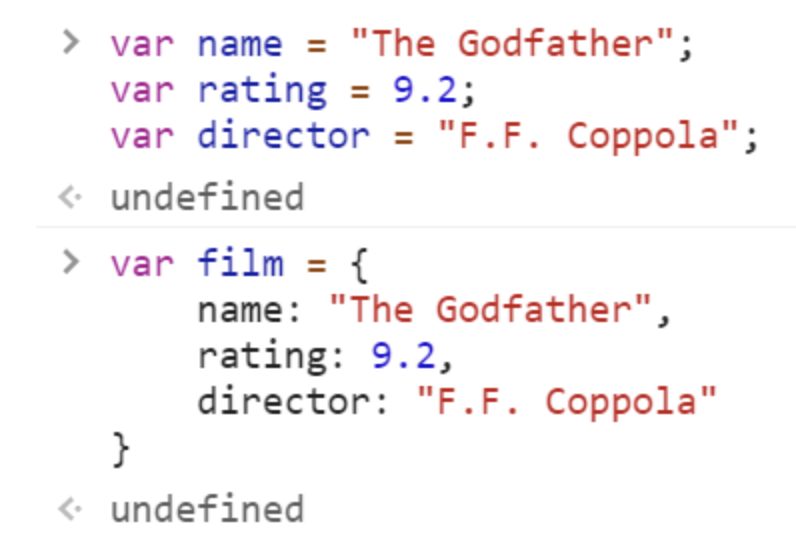 > var name = "The Godfather";
var rating = 9.2;
var director = "F.F. Coppola";
undefined
> var film = {
name: "The Godfather",
rating: 9.2,
director: "F.F. Coppola"
}
undefined